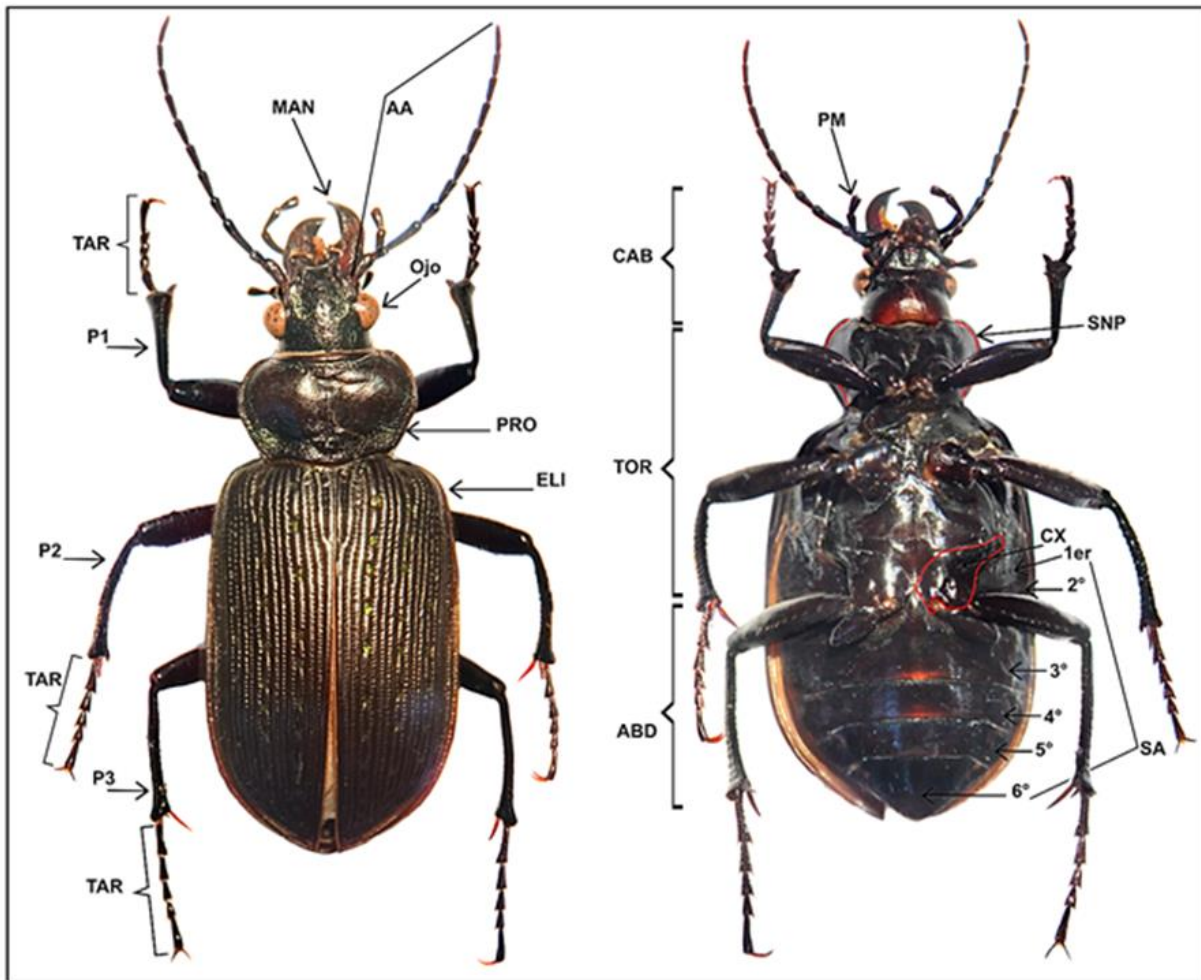 MAN
AA
TAR
Ojo
P1
PRO
ELI
P2
TAR
P3
TAR
PM
CAB
SNP
TOR
CX
1er
2°
3°
4°
ABD
5°
SA
6°